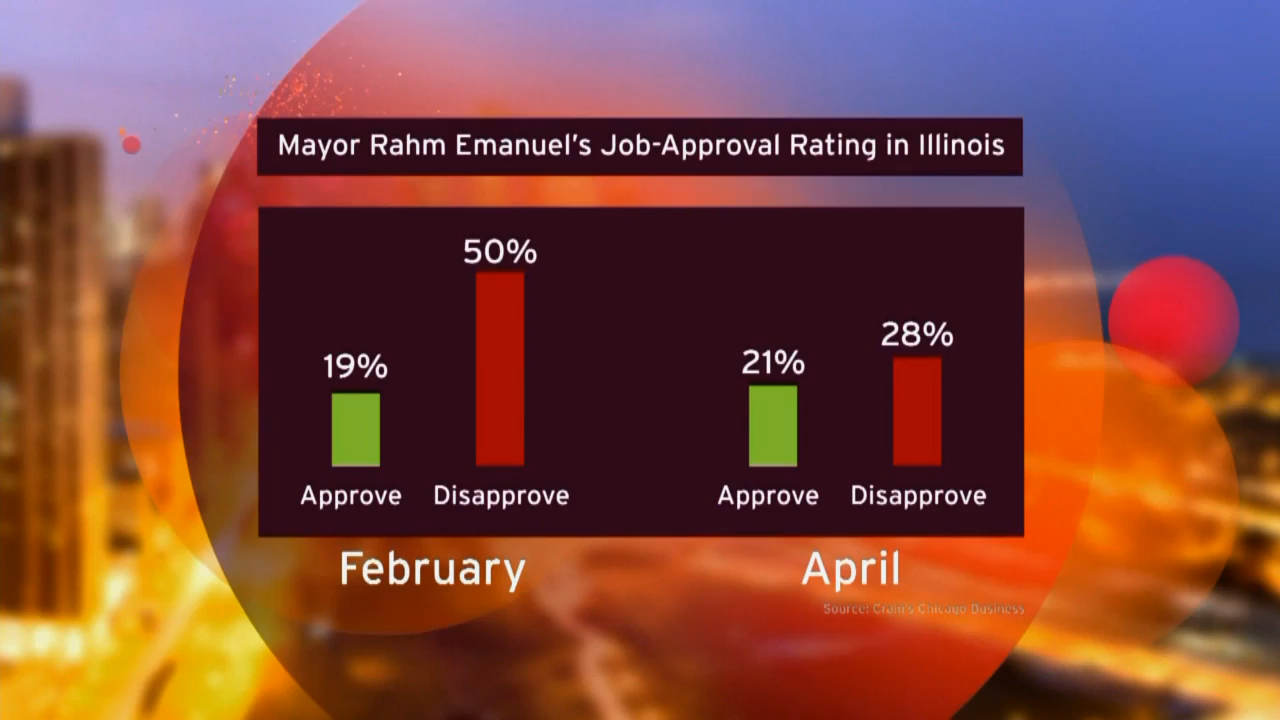 Mayor Rahm Emanuel's Job-Approval Rating in Illinois
50%
19%
28%
21%
Approve Disapprove
Approve Disapprove
February
April
Source: Crain's Chicago Business